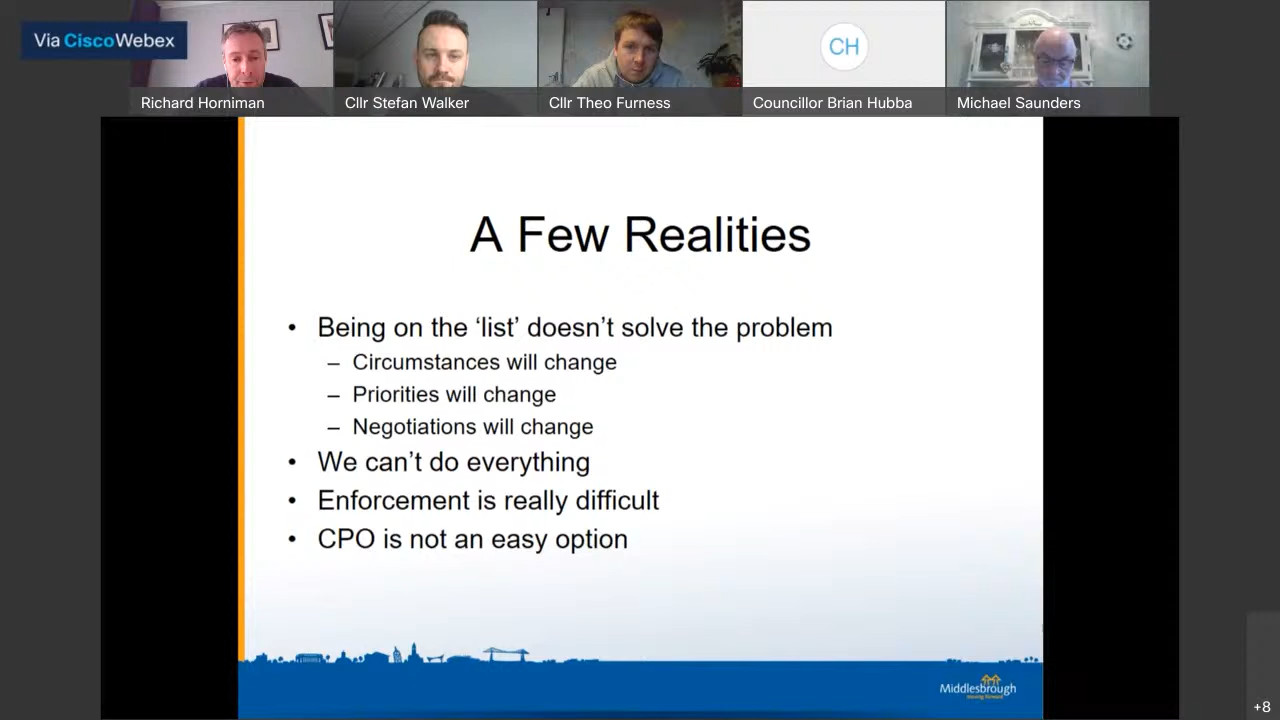 Via CiscoWebex
Richard Horniman
Cllr Stefan Walker
Cllr Theo Furness
CH
Councillor Brian Hubba
Michael Saunders
A Few Realities
• Being on the ‘list’ doesn’t solve the problem
– Circumstances will change
– Priorities will change
– Negotiations will change
• We can’t do everything
• Enforcement is really difficult
• CPO is not an easy option
Middlesbrough
moving forward
+8